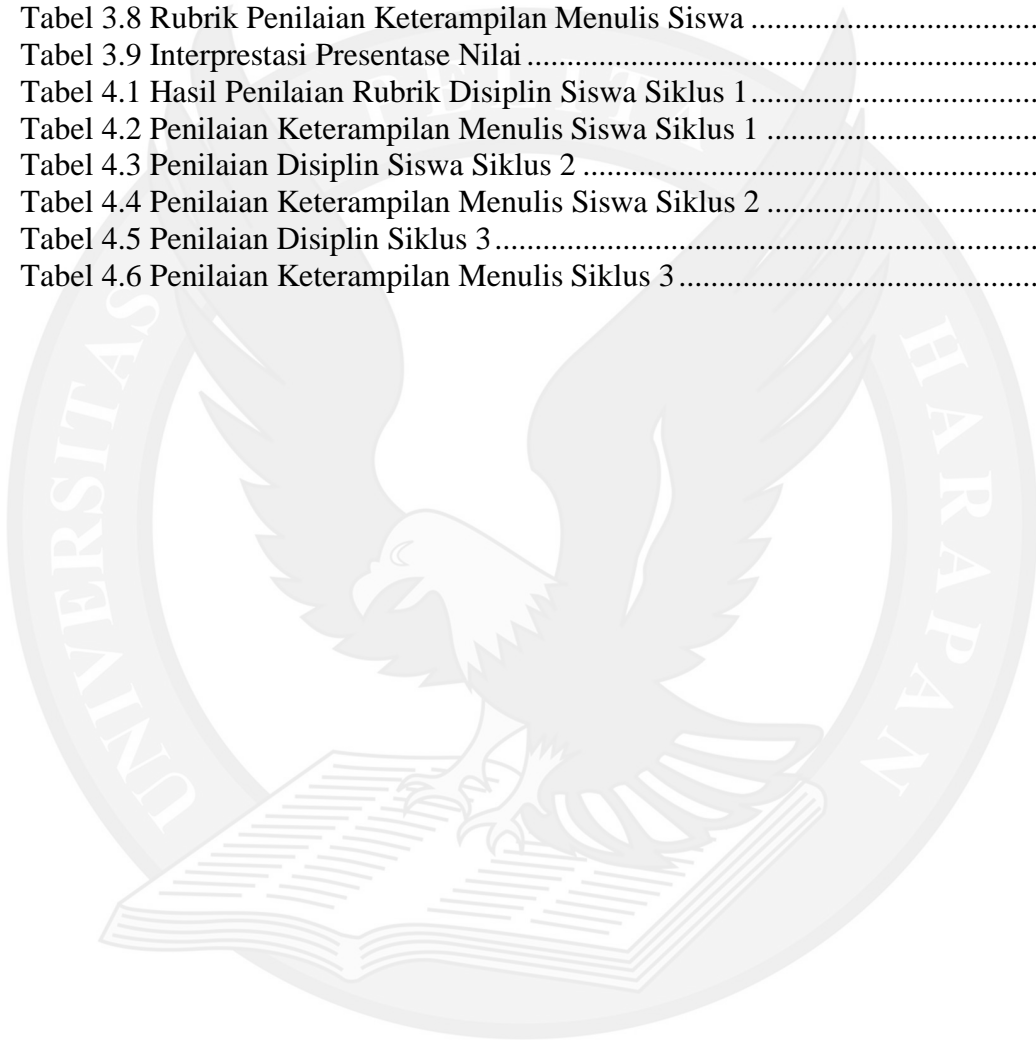 Tabel 3.8 Rubrik Penilaian Keterampilan Menulis Siswa ....................................
Tabel 3.9 Interprestasi Presentase Nilai ................................................................
Tabel 4.1 Hasil Penilaian Rubrik Disiplin Siswa Siklus 1....................................
Tabel 4.2 Penilaian Keterampilan Menulis Siswa Siklus 1 ..................................
Tabel 4.3 Penilaian Disiplin Siswa Siklus 2 .........................................................
Tabel 4.4 Penilaian Keterampilan Menulis Siswa Siklus 2 ..................................
Tabel 4.5 Penilaian Disiplin Siklus 3....................................................................
Tabel 4.6 Penilaian Keterampilan Menulis Siklus 3.............................................
UNIVERSITAS PELITA HARAPAN